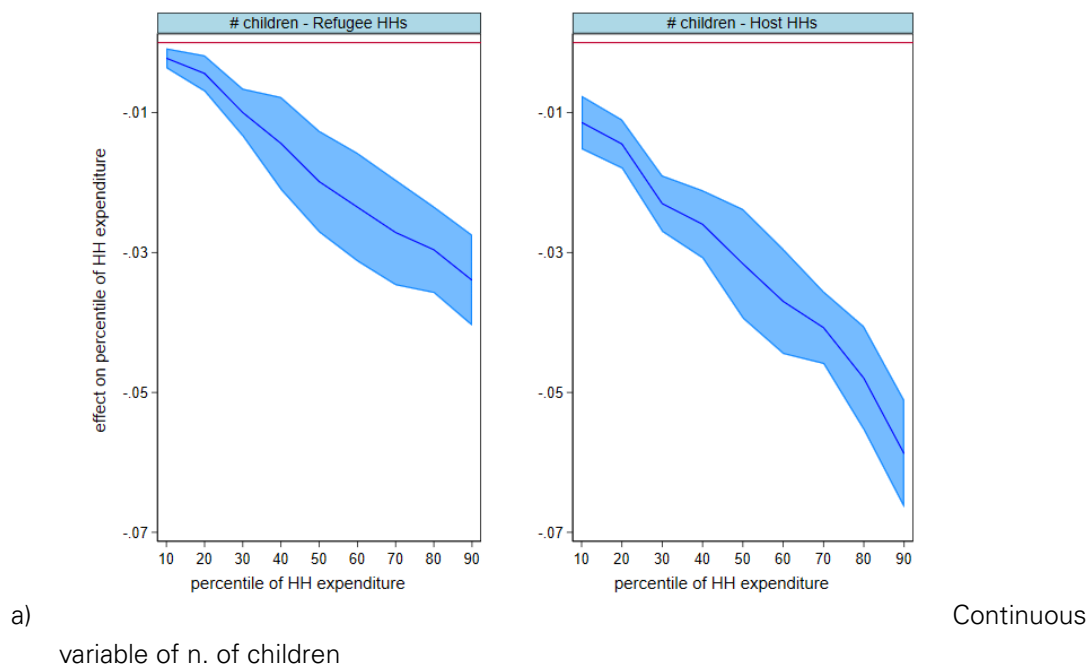 # children - Refugee HHs
# children - Host HHs
effect on percentile of HH expenditure
-.01
-.03
-.05
-.07
10 20 30 40 50 60 70 80 90
percentile of HH expenditure
-.01
-.03
-.05
-.07
10 20 30 40 50 60 70 80 90
percentile of HH expenditure
a) Continuous
variable of n. of children